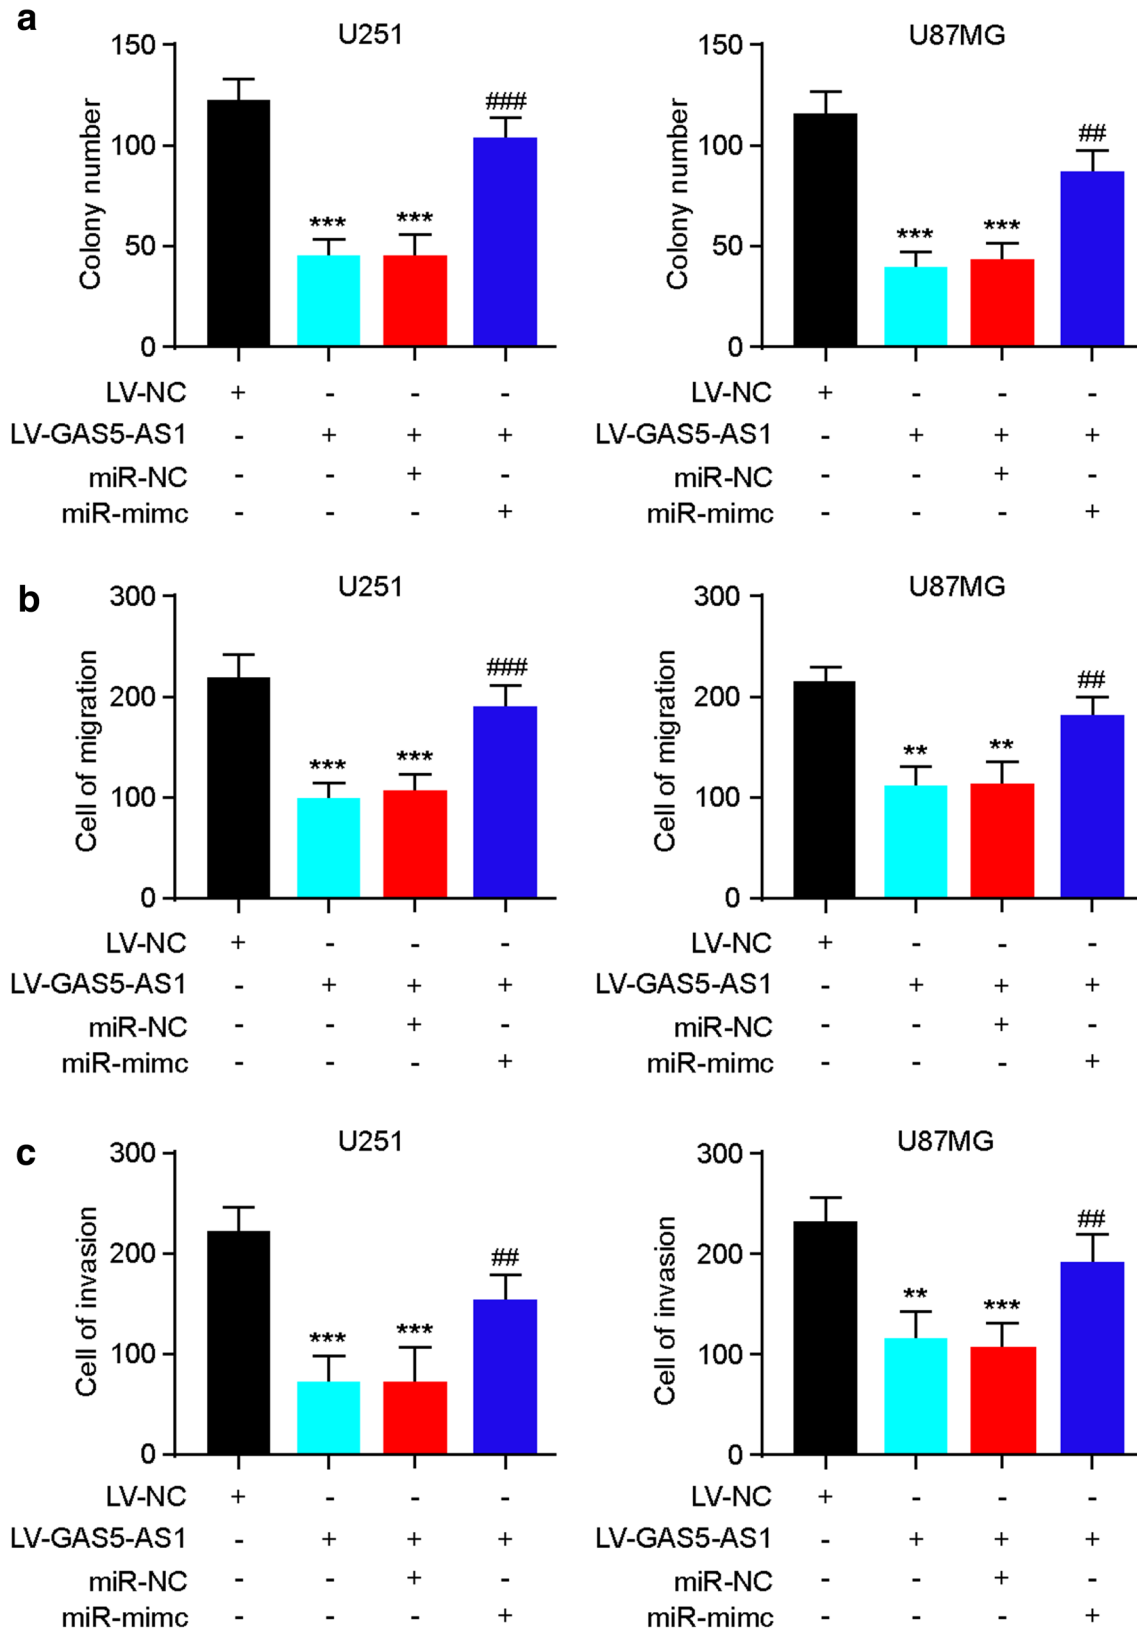 a
U251
U87MG
150
100
50
0
Colony number
***
***
###
150
100
50
0
Colony number
***
***
##
LV-NC + - - -
LV-GAS5-AS1 - + + +
miR-NC - - + -
miR-mimc - - - +
LV-NC + - - -
LV-GAS5-AS1 - + + +
miR-NC - - + -
miR-mimc - - - +
b
U251
U87MG
300
200
100
0
Cell of migration
***
***
###
300
200
100
0
Cell of migration
**
**
##
LV-NC + - - -
LV-GAS5-AS1 - + + +
miR-NC - - + -
miR-mimc - - - +
LV-NC + - - -
LV-GAS5-AS1 - + + +
miR-NC - - + -
miR-mimc - - - +
c
U251
U87MG
300
200
100
0
Cell of invasion
***
***
##
300
200
100
0
Cell of invasion
**
***
##
LV-NC + - - -
LV-GAS5-AS1 - + + +
miR-NC - - + -
miR-mimc - - - +
LV-NC + - - -
LV-GAS5-AS1 - + + +
miR-NC - - + -
miR-mimc - - - +